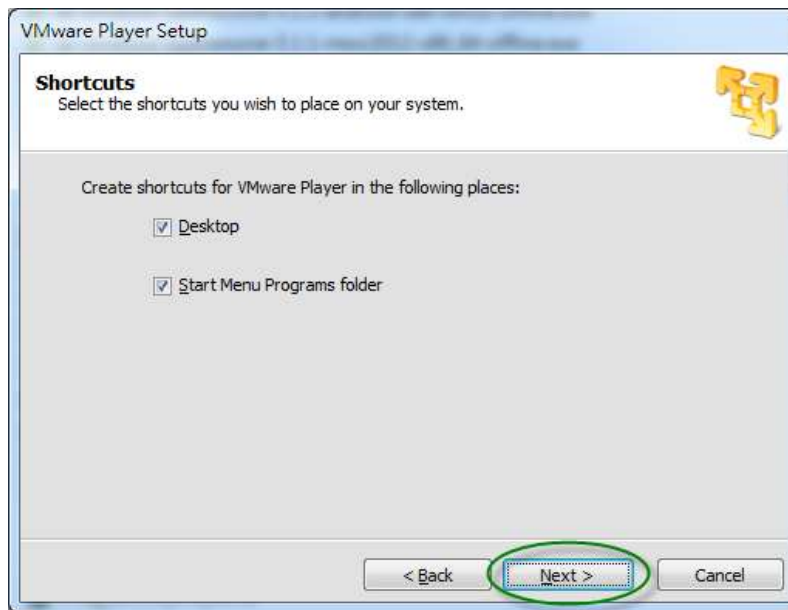 VMware Player Setup
Shortcuts
Select the shortcuts you wish to place on your system.
Create shortcuts for VMware Player in the following places:
Desktop
Start Menu Programs folder
< Back
Next >
Cancel